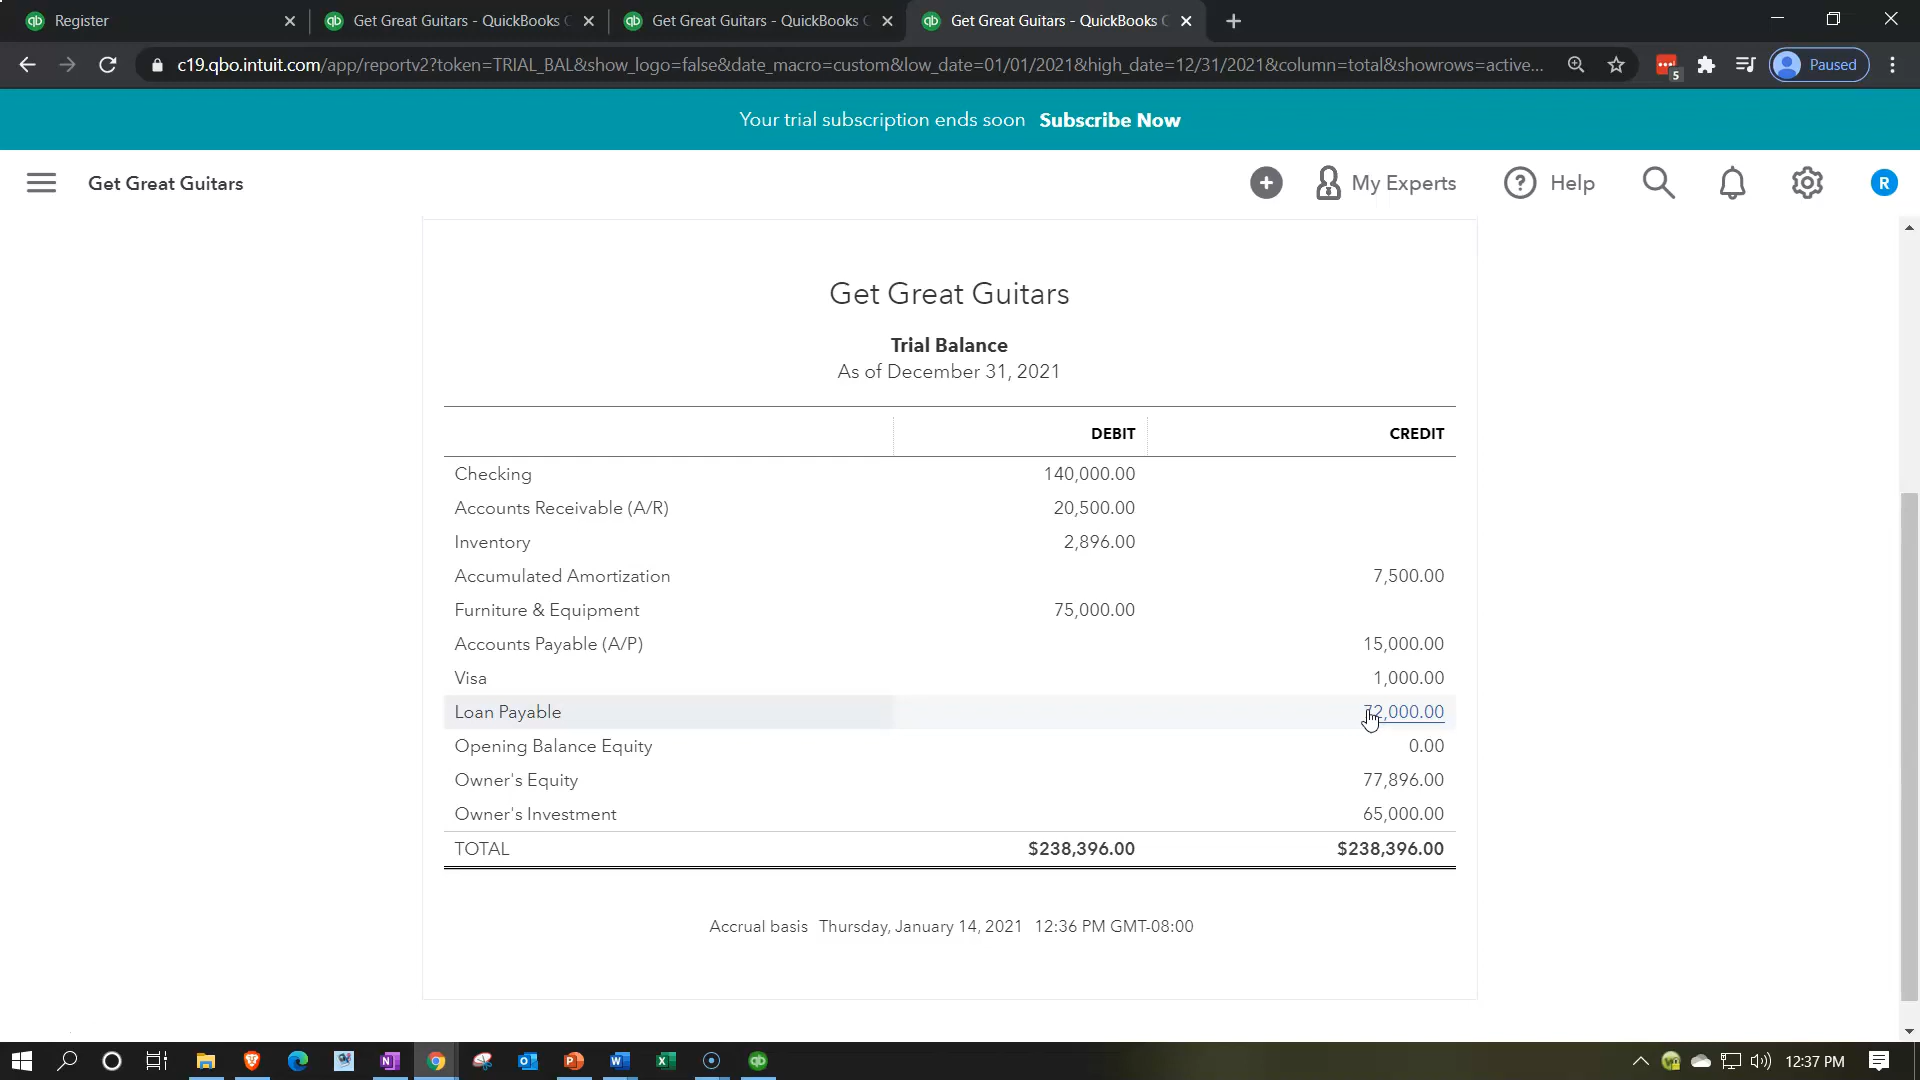 Register
Get Great Guitars - QuickBooks C
Get Great Guitars - QuickBooks C
Get Great Guitars - QuickBooks C
c19.qbo.intuit.com/app/reportv2?token=TRIAL_BAL&show_logo=false&date_macro=custom&low_date=01/01/2021&high_date=12/31/2021&column=total&showrows=active...
5
Paused
Your trial subscription ends soon Subscribe Now
Get Great Guitars
My Experts
Help
R
Get Great Guitars
Trial Balance
As of December 31, 2021
DEBIT CREDIT
Checking 140,000.00
Accounts Receivable (A/R) 20,500.00
Inventory 2,896.00
Accumulated Amortization 7,500.00
Furniture & Equipment 75,000.00
Accounts Payable (A/P) 15,000.00
Visa 1,000.00
Loan Payable 72,000.00
Opening Balance Equity 0.00
Owner's Equity 77,896.00
Owner's Investment 65,000.00
TOTAL $238,396.00 $238,396.00
Accrual basis Thursday, January 14, 2021 12:36 PM GMT-08:00
12:37 PM